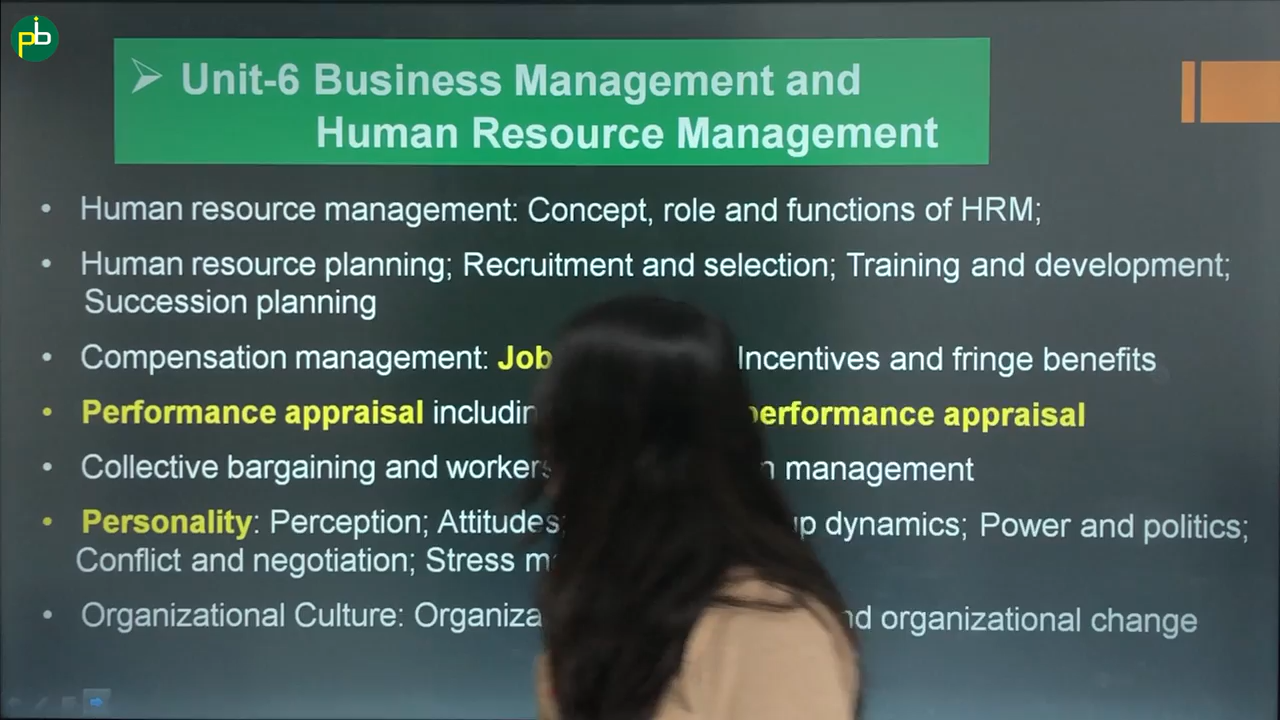 pb
Unit-6 Business Management and
Human Resource Management
• Human resource management: Concept, role and functions of HRM;
• Human resource planning; Recruitment and selection; Training and development;
Succession planning
• Compensation management: Job Incentives and fringe benefits
• Performance appraisal performance appraisal
• Collective bargaining and management
• Personality: Perception; Attitudes; dynamics; Power and politics;
Conflict and negotiation; Stress
• Organizational Culture: organizational change